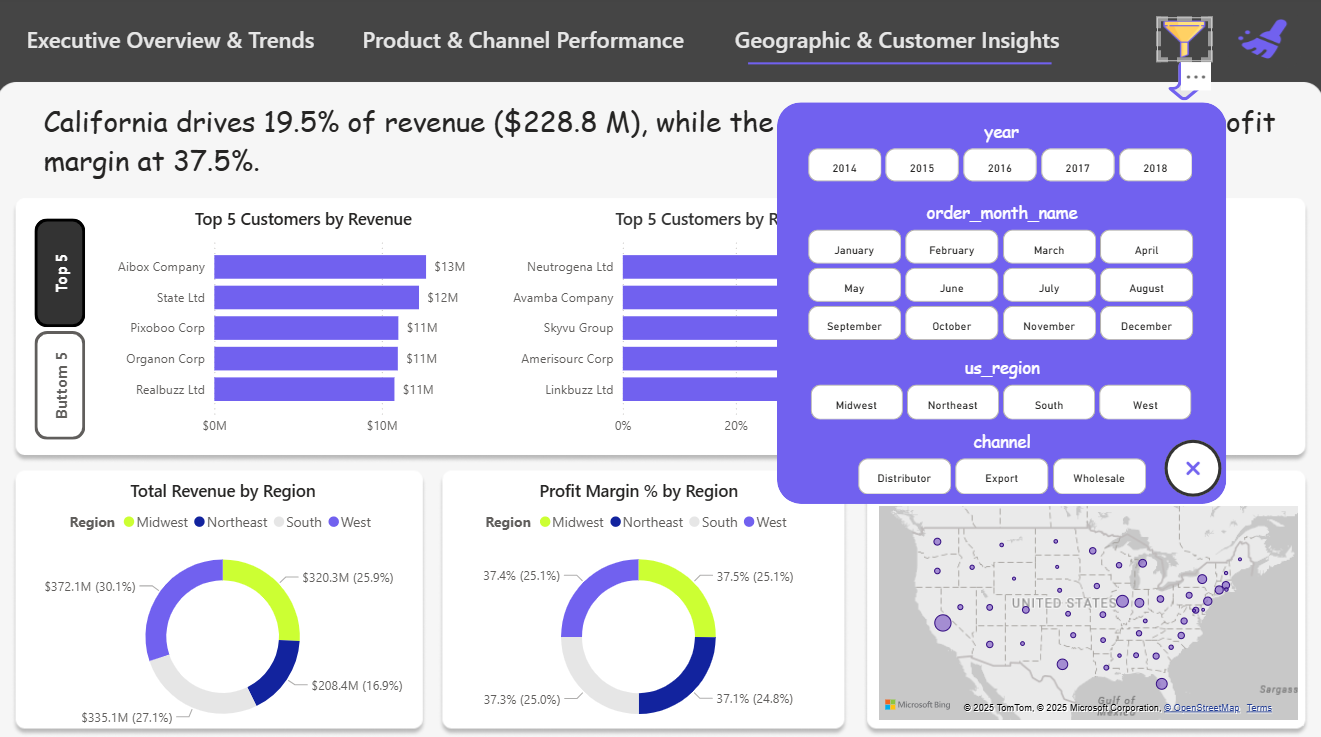 Executive Overview & Trends
Product & Channel Performance
Geographic & Customer Insights
California drives 19.5% of revenue ($228.8 M), while the
ofit
margin at 37.5%.
year
2014 2015 2016 2017 2018
order_month_name
January February March April
May June July August
September October November December
us_region
Midwest Northeast South West
channel
Distributor Export Wholesale
Top 5
Buttom 5
Top 5 Customers by Revenue
Aibox Company $13M
State Ltd $12M
Pixoboo Corp $11M
Organon Corp $11M
Realbuzz Ltd $11M
$0M $10M
Top 5 Customers by R
Neutrogena Ltd
Avamba Company
Skyvu Group
Amerisourc Corp
Linkbuzz Ltd
0% 20%
Total Revenue by Region
Region Midwest Northeast South West
$372.1M (30.1%)
$320.3M (25.9%)
$208.4M (16.9%)
$335.1M (27.1%)
Profit Margin % by Region
Region Midwest Northeast South West
37.4% (25.1%)
37.5% (25.1%)
37.3% (25.0%)
37.1% (24.8%)
UNITED STATES
Gulf of
Mexico
Sargass
Microsoft Bing
© 2025 TomTom, © 2025 Microsoft Corporation, © OpenStreetMap Terms